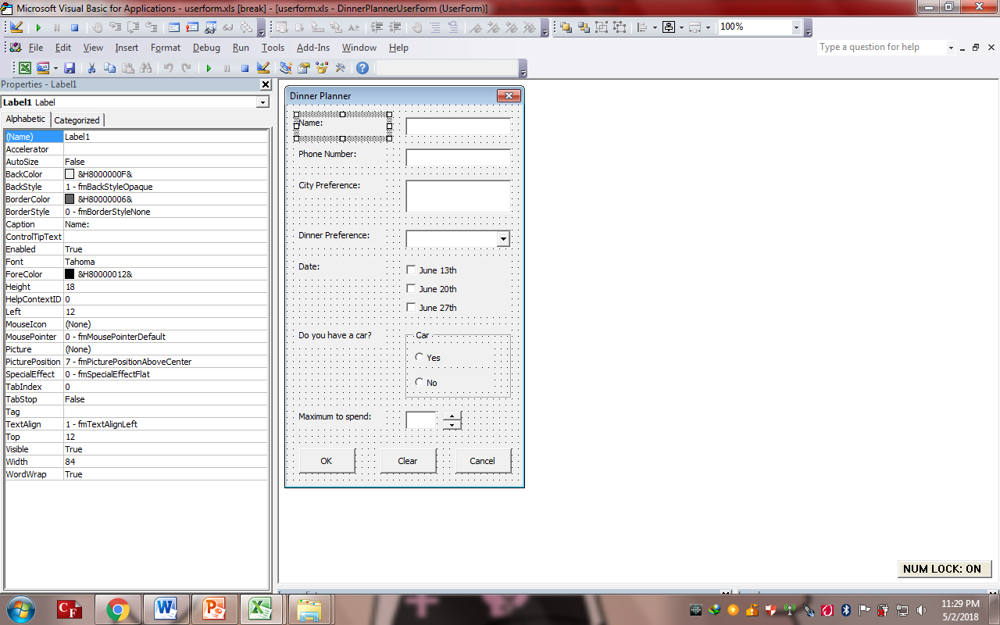 Microsoft Visual Basic for Applications - userform.xls [break] - [userform.xls - DinnerPlannerUserForm (UserForm)]
100%
File Edit View Insert Format Debug Run Tools Add-Ins Window Help
Type a question for help
Properties - Label1
Label1 Label
Alphabetic Categorized
(Name) Label1
Accelerator
AutoSize False
BackColor &H8000000F&
BackStyle 1 - fmBackStyleOpaque
BorderColor &H80000006&
BorderStyle 0 - fmBorderStyleNone
Caption Name:
ControlTipText
Enabled True
Font Tahoma
ForeColor &H80000012&
Height 18
HelpContextID 0
Left 12
MouseIcon (None)
MousePointer 0 - fmMousePointerDefault
Picture (None)
PicturePosition 7 - fmPicturePositionAboveCenter
SpecialEffect 0 - fmSpecialEffectFlat
TabIndex 0
TabStop False
Tag
TextAlign 1 - fmTextAlignLeft
Top 12
Visible True
Width 84
WordWrap True
Dinner Planner
Name:
Phone Number:
City Preference:
Dinner Preference:
Date:
June 13th
June 20th
June 27th
Do you have a car?
Car
Yes
No
Maximum to spend:
OK Clear Cancel
NUM LOCK: ON
11:29 PM
5/2/2018